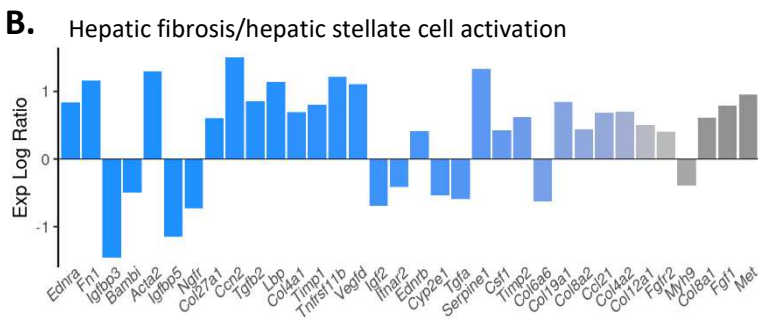 B. Hepatic fibrosis/hepatic stellate cell activation
Exp Log Ratio
1
0
-1
Ednra
Fn1
Igfbp3
Bambi
Acta2
Igfbp5
Ngfr
Col27a1
Ccn2
Tgfb2
Lbp
Col4a1
Timp1
Tnfrsf11b
Vegfd
Igf2
Ifnar2
Ednrb
Cyp2e1
Tgfa
Serpine1
Csf1
Timp2
Col6a6
Col19a1
Col8a2
Ccl21
Col4a2
Col12a1
Fgfr2
Myh9
Col8a1
Fgf1
Met